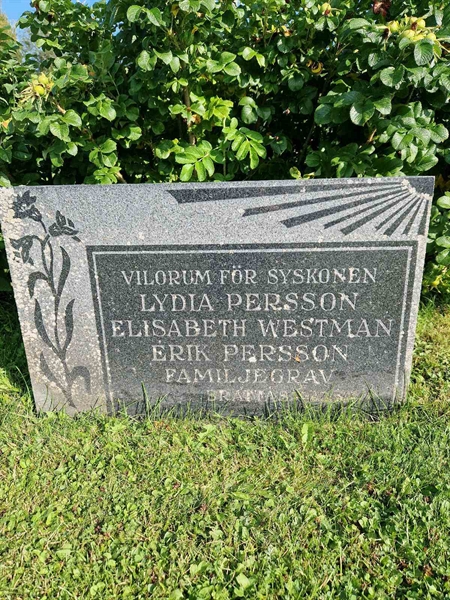 VILORUM FÖR SYSKONEN
LYDIA PERSSON
ELISABETH WESTMAN
ERIK PERSSON
FAMILJEGRAV